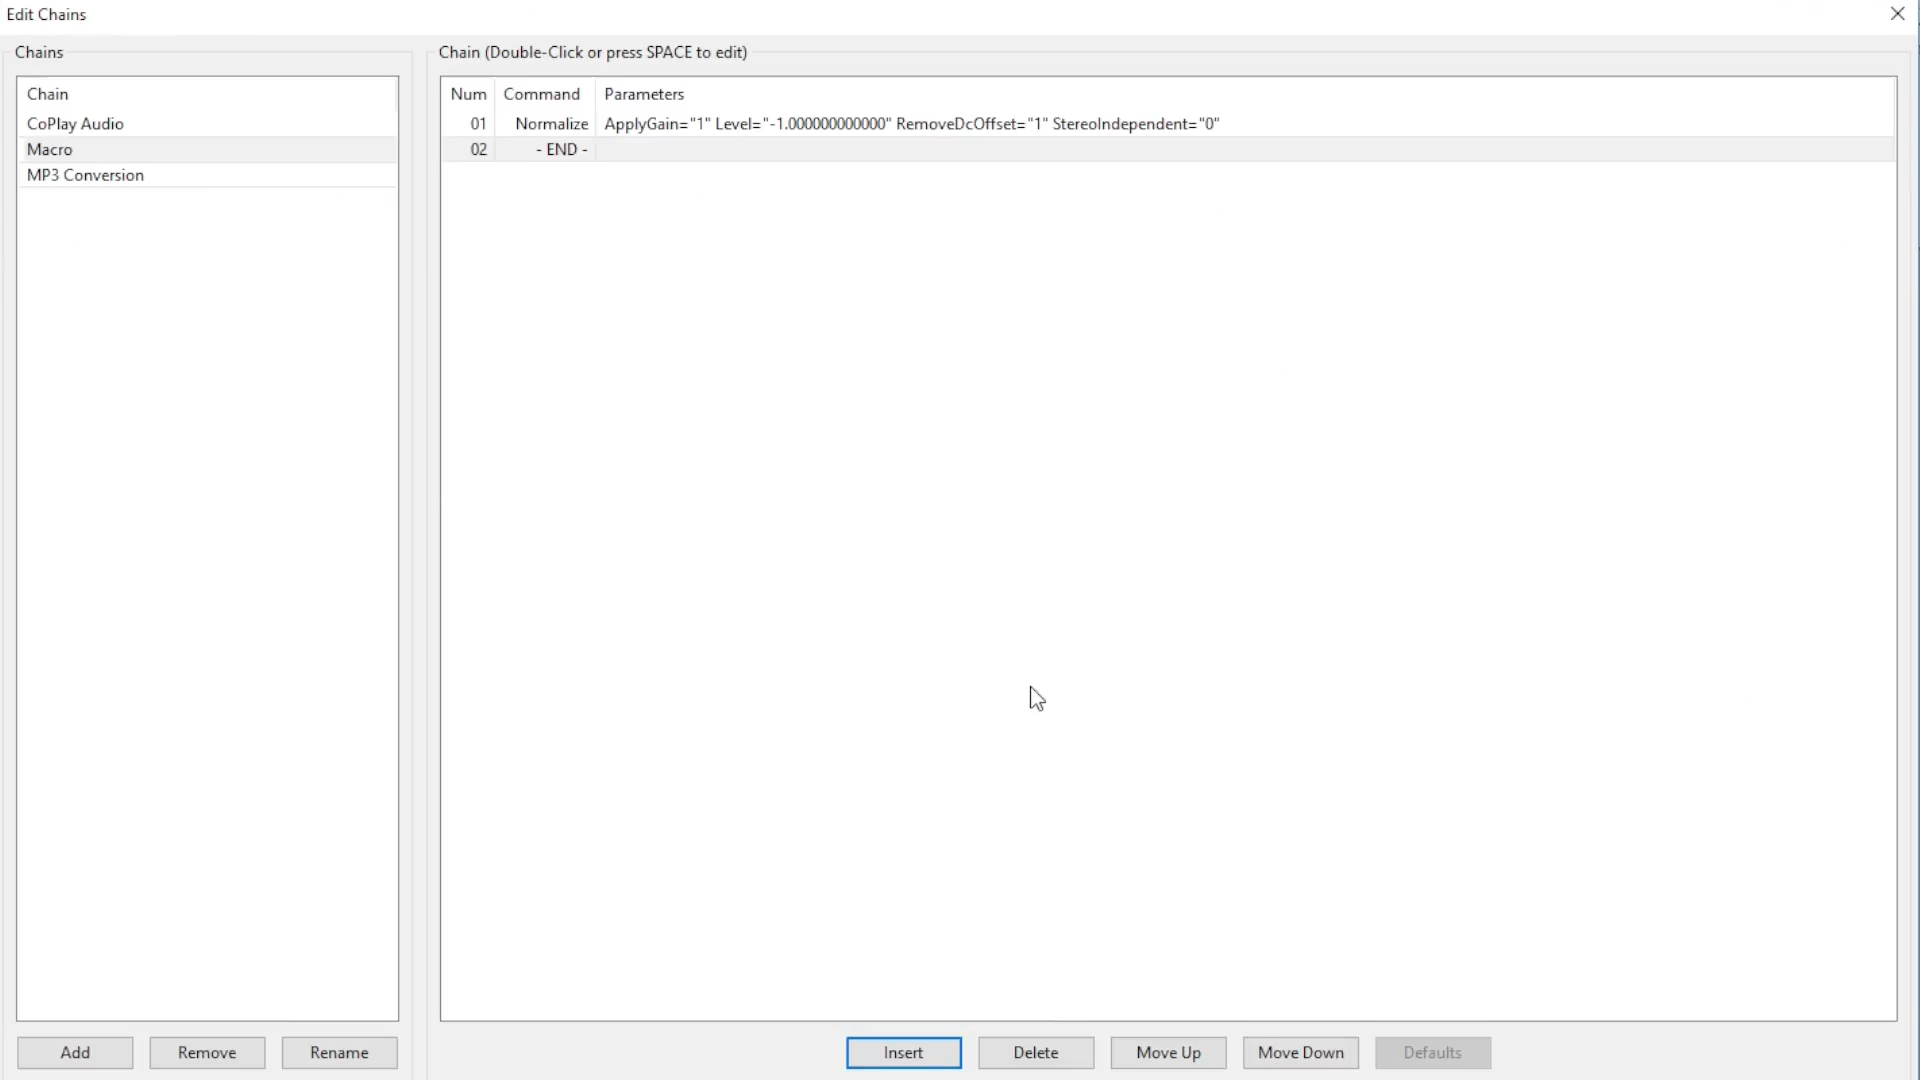 Edit Chains
Chains
Chain (Double-Click or press SPACE to edit)
Chain
CoPlay Audio
Macro
MP3 Conversion
Num Command Parameters
01 Normalize ApplyGain="1" Level="-1.000000000000" RemoveDcOffset="1" StereoIndependent="0"
02 - END -
Add Remove Rename
Insert Delete Move Up Move Down Defaults